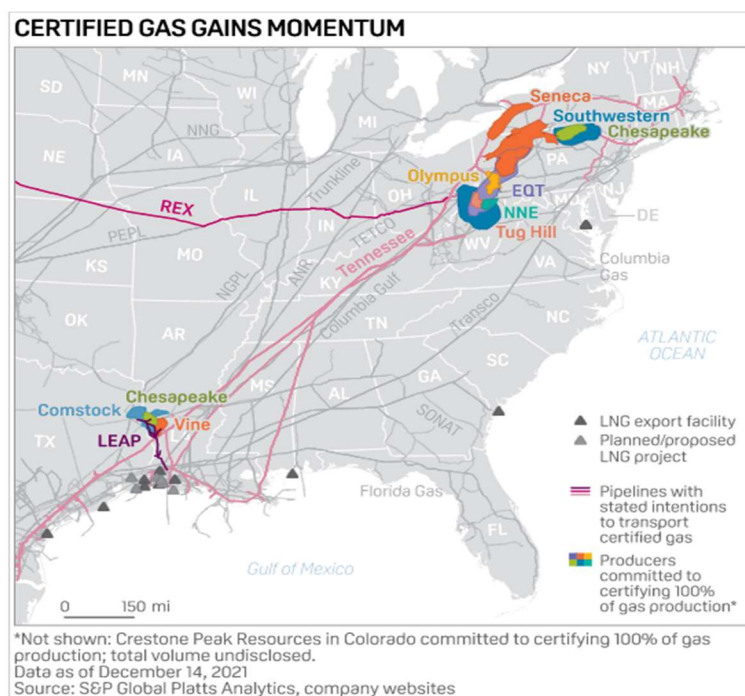 CERTIFIED GAS GAINS MOMENTUM
SD
MN
WI
MI
NY
VT
NH
MA
Seneca
Southwestern
Chesapeake
NNG
NE
IA
Trunkline
PA
Olympus
OH
EQT
NJ
REX
IL
IN
NNE
DE
Tug Hill
PEPL
TETCO
WV
KS
MO
NGPL
ANR
Tennessee
KY
Columbia Gulf
VA
Columbia
Gas
OK
AR
TN
Transco
NC
ATLANTIC
OCEAN
MS
AL
GA
SC
SONAT
Chesapeake
Comstock
Vine
TX
LEAP
Florida Gas
FL
Gulf of Mexico
LNG export facility
Planned/proposed
LNG project
Pipelines with
stated intentions
to transport
certified gas
Producers
committed to
certifying 100%
of gas production*
0 150 mi
*Not shown: Crestone Peak Resources in Colorado committed to certifying 100% of gas
production; total volume undisclosed.
Data as of December 14, 2021
Source: S&P Global Platts Analytics, company websites